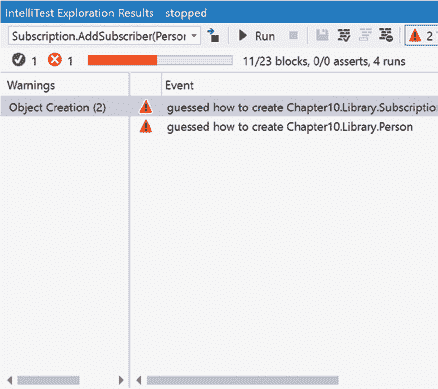 IntelliTest Exploration Results stopped
Subscription.AddSubscriber(Persor Run 2
1 1 11/23 blocks, 0/0 asserts, 4 runs
Warnings Event
Object Creation (2) guessed how to create Chapter10.Library.Subscriptio
guessed how to create Chapter10.Library.Person